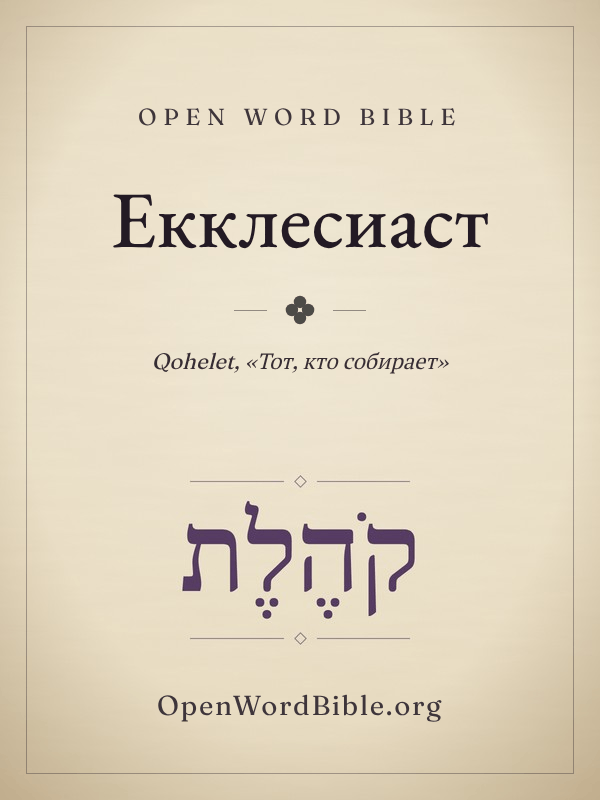 OPEN WORD BIBLE
Екклесиаст
Qohelet, «Тот, кто собирает»
קֹהֶלֶת
OpenWordBible.org